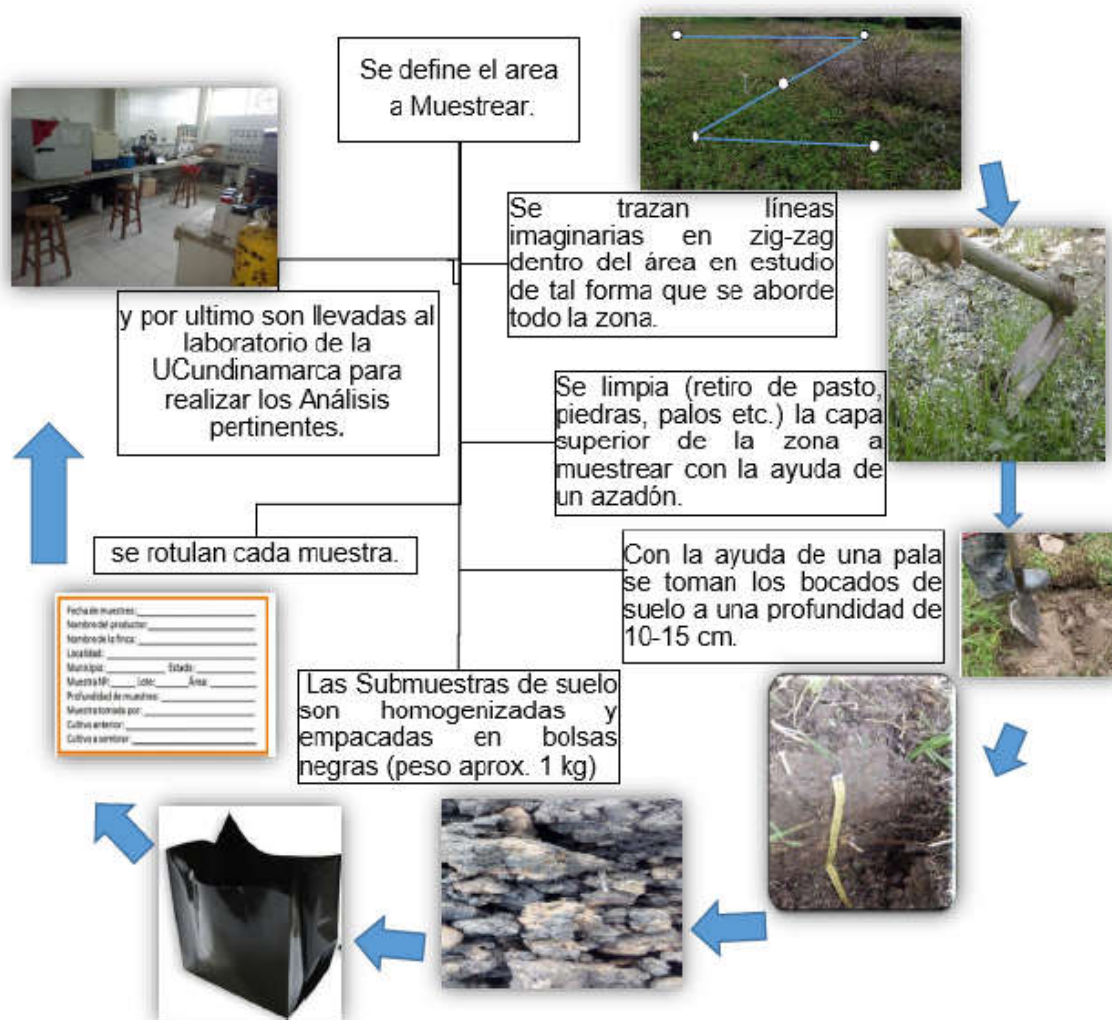 Se define el area
a Muestrear.
Se trazan líneas
imaginarias en zig-zag
dentro del área en estudio
de tal forma que se aborde
todo la zona.
Se limpia (retiro de pasto,
piedras, palos etc.) la capa
superior de la zona a
muestrear con la ayuda de
un azadón.
Con la ayuda de una pala
se toman los bocados de
suelo a una profundidad de
10-15 cm.
Las Submuestras de suelo
son homogenizadas y
empacadas en bolsas
negras (peso aprox. 1 kg)
se rotulan cada muestra.
Fecha de muestreo:
Nombre del productor:
Nombre de la finca:
Localidad:
Municipio: Estado:
Muestra Nº: Lote: Área:
Profundidad de muestreo:
Muestra tomada por:
Cultivo anterior:
Cultivo a sembrar:
y por ultimo son llevadas al
laboratorio de la
UCundinamarca para
realizar los Análisis
pertinentes.